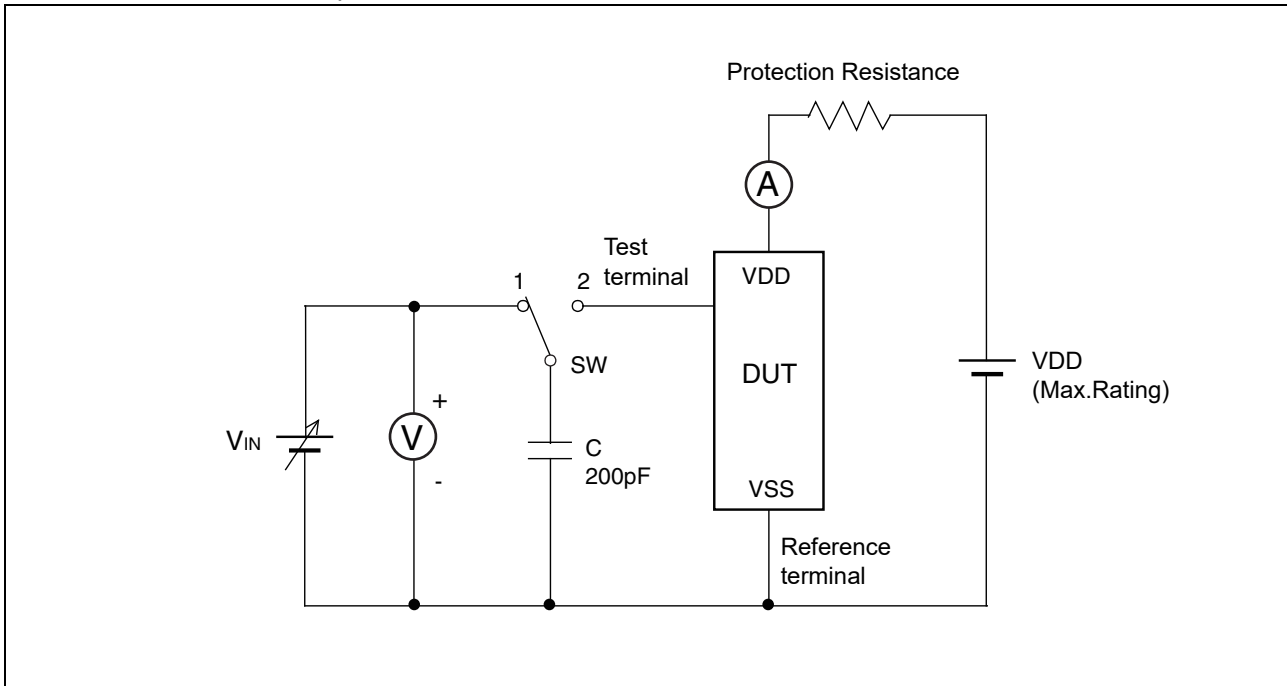 Protection Resistance
A
Test
terminal
1
2
VDD
SW
DUT
VDD
(Max.Rating)
VIN
+
V
-
C
200pF
VSS
Reference
terminal